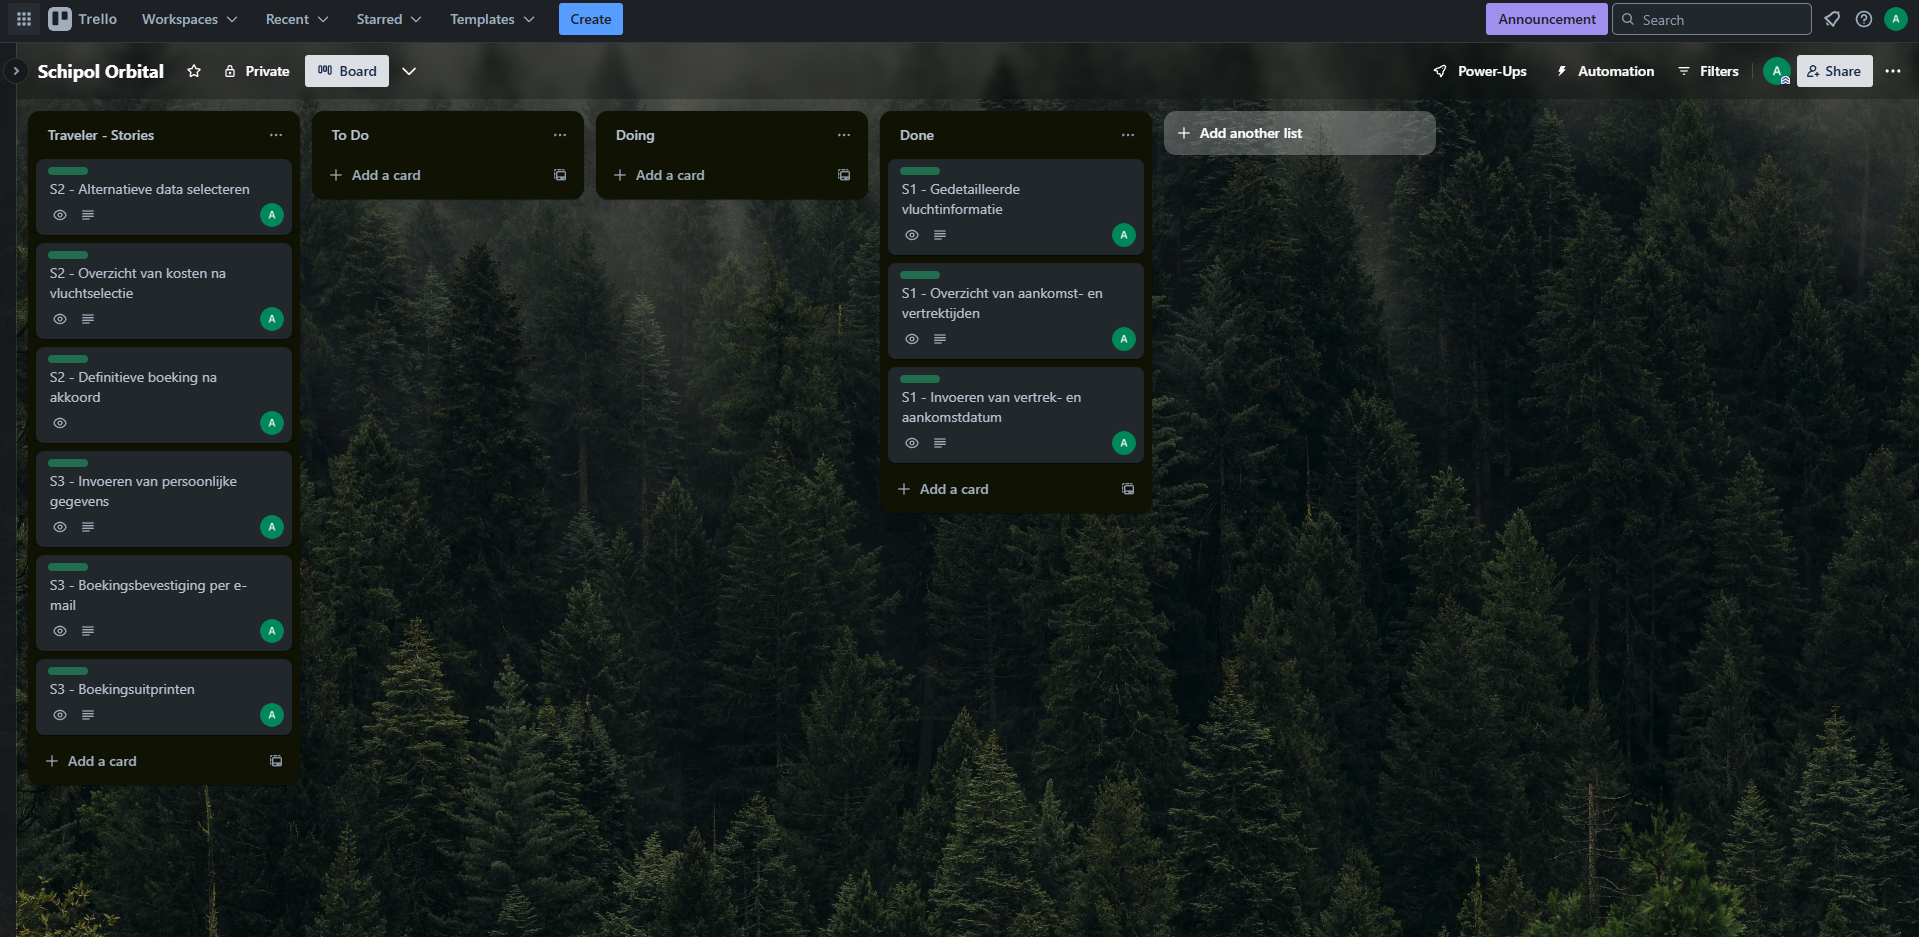 Trello
Workspaces
Recent
Starred
Templates
Create
Announcement
Search
A
Schipol Orbital
Private
Board
Power-Ups
Automation
Filters
A
Share
Traveler - Stories
S2 - Alternatieve data selecteren
A
S2 - Overzicht van kosten na
vluchtselectie
A
S2 - Definitieve boeking na
akkoord
A
S3 - Invoeren van persoonlijke
gegevens
A
S3 - Boekingsbevestiging per e-
mail
A
S3 - Boekingsuitprinten
A
Add a card
To Do
Add a card
Doing
Add a card
Done
S1 - Gedetailleerde
vluchtinformatie
A
S1 - Overzicht van aankomst- en
vertrektijden
A
S1 - Invoeren van vertrek- en
aankomstdatum
A
Add a card
Add another list